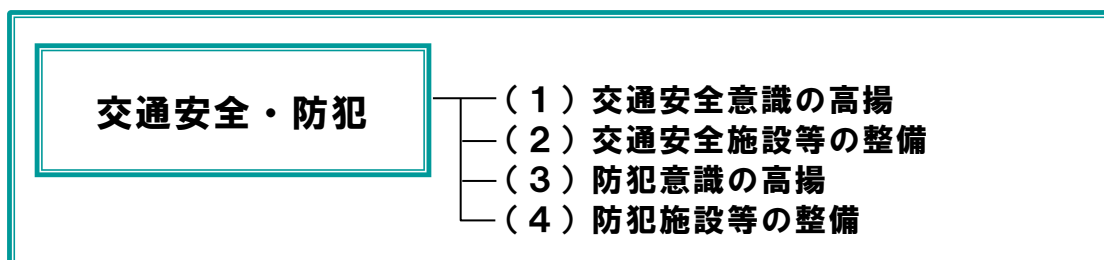 交通安全・防犯
（１）交通安全意識の高揚
（２）交通安全施設等の整備
（３）防犯意識の高揚
（４）防犯施設等の整備